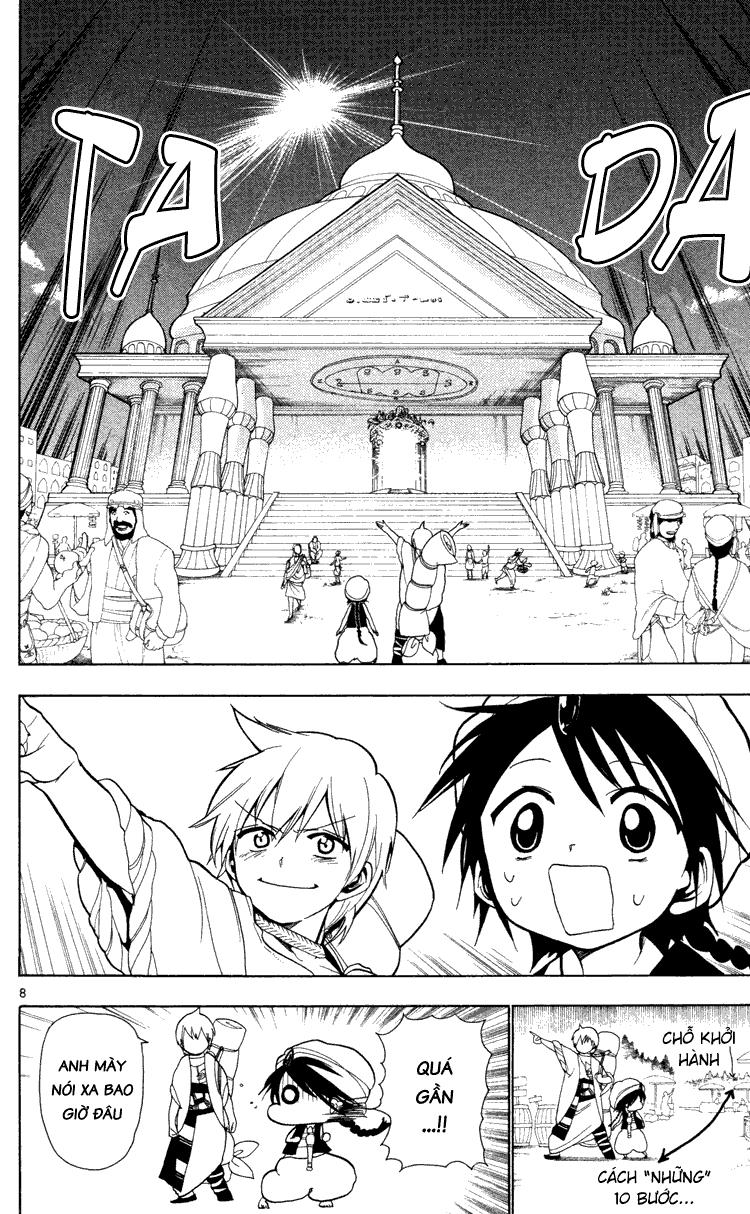 TA DA
8
ANH MÀY
NÓI XA BAO
GIỜ ĐÂU
QUÁ
GẦN
...!!
CHỖ KHỞI
HÀNH
CÁCH "NHỮNG"
10 BƯỚC...